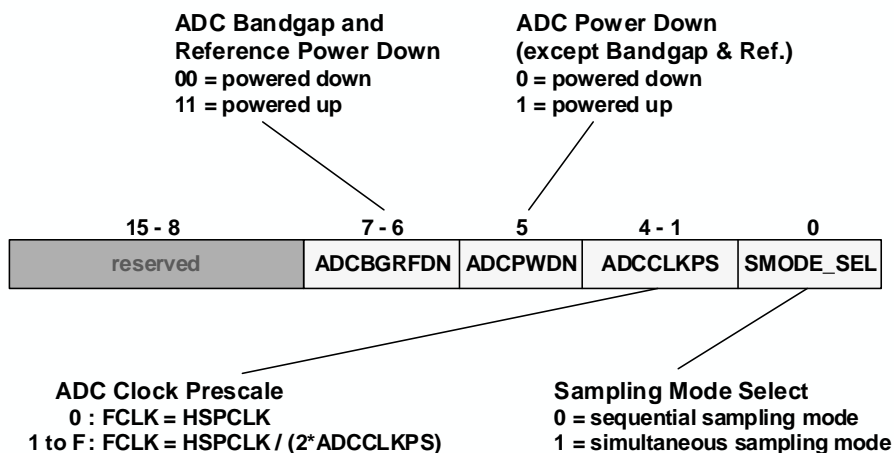 ADC Bandgap and
Reference Power Down
00 = powered down
11 = powered up
ADC Power Down
(except Bandgap & Ref.)
0 = powered down
1 = powered up
15 - 8
7 - 6
5
4 - 1
0
reserved
ADCBGRFDN
ADCPWDN
ADCCLKPS
SMODE_SEL
ADC Clock Prescale
0 : FCLK = HSPCLK
1 to F : FCLK = HSPCLK / (2*ADCCLKPS)
Sampling Mode Select
0 = sequential sampling mode
1 = simultaneous sampling mode